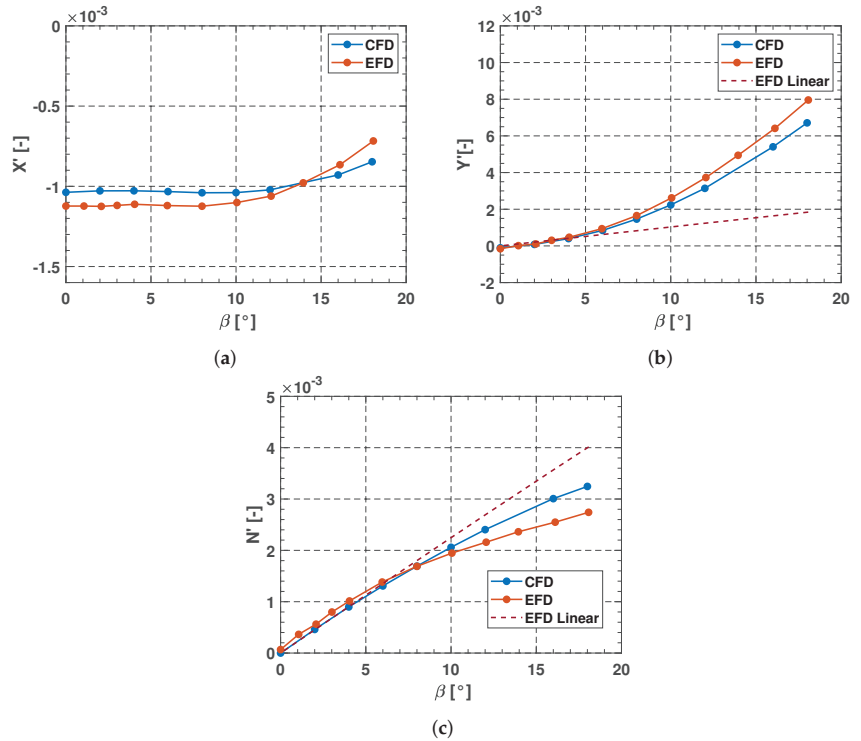 ×10⁻³
0
-0.5
-1
-1.5
X' [-]
0 5 10 15 20
β [°]
CFD
EFD
(a)
×10⁻³
12
10
8
6
4
2
0
-2
Y'[-]
0 5 10 15 20
β [°]
CFD
EFD
EFD Linear
(b)
×10⁻³
5
4
3
2
1
0
N' [-]
0 5 10 15 20
β [°]
CFD
EFD
EFD Linear
(c)